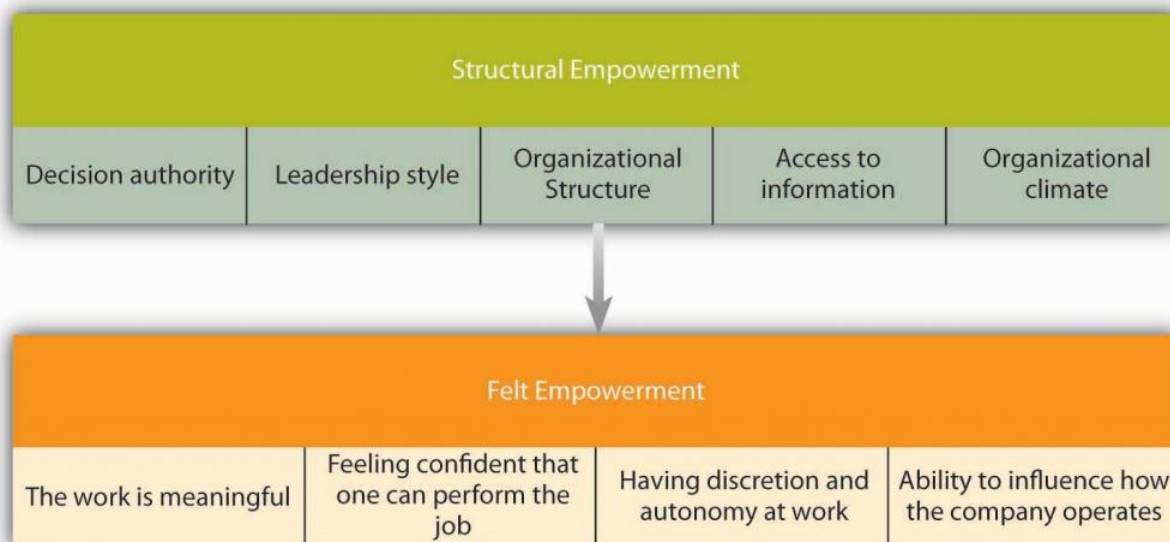 Structural Empowerment
Decision authority
Leadership style
Organizational
Structure
Access to
information
Organizational
climate
Felt Empowerment
The work is meaningful
Feeling confident that
one can perform the
job
Having discretion and
autonomy at work
Ability to influence how
the company operates